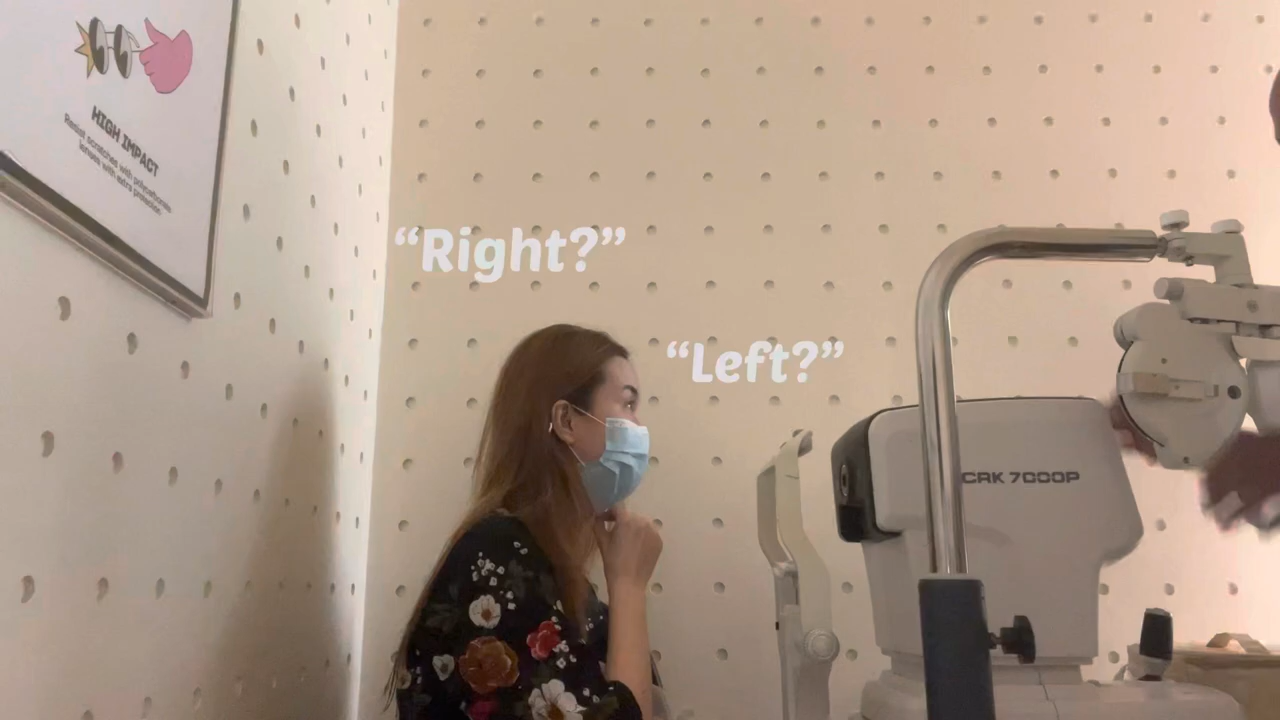 HIGH IMPACT
Resist scratches with polycarbonate
lenses with extra protection
“Right?”
“Left?”
CRK 7000P